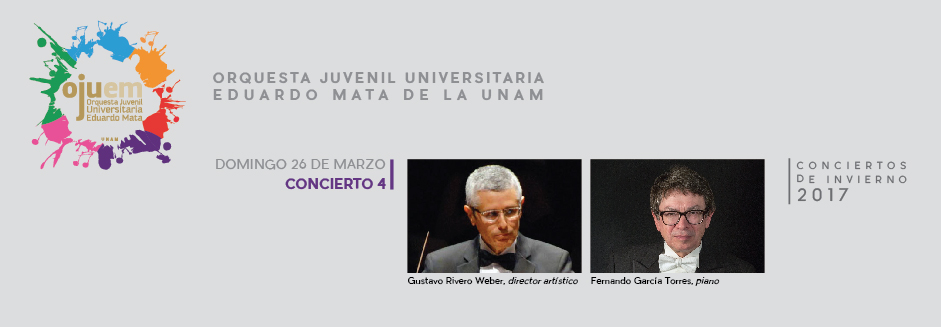 ojuem
Orquesta Juvenil
Universitaria
Eduardo Mata
UNAM
ORQUESTA JUVENIL UNIVERSITARIA
EDUARDO MATA DE LA UNAM
DOMINGO 26 DE MARZO
CONCIERTO 4
Gustavo Rivero Weber, director artístico
Fernando García Torres, piano
CONCIERTOS
DE INVIERNO
2017